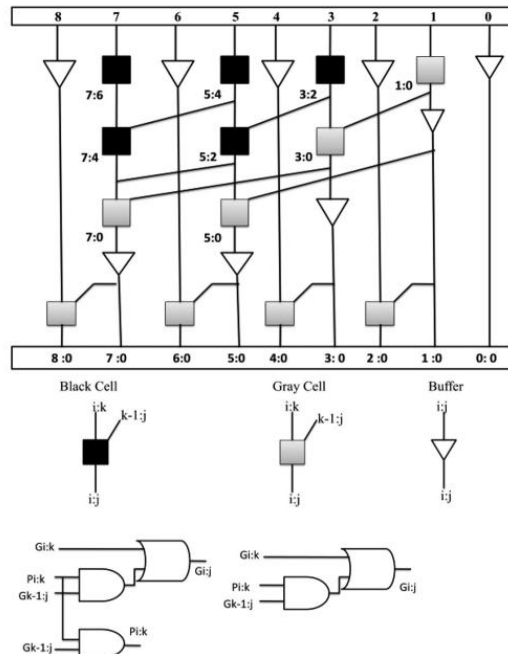 8 7 6 5 4 3 2 1 0
7:6 5:4 3:2 1:0
7:4 5:2 3:0
7:0 5:0
8 :0 7:0 6:0 5:0 4:0 3: 0 2 :0 1:0 0: 0
Black Cell Gray Cell Buffer
i:k i:k i:j
k-1:j k-1:j
i:j i:j i:j
Gi:k Gi:k
Gi:j Gi:j
Pi:k Pi:k
Gk-1:j Gk-1:j
Pi:k
Gk-1:j